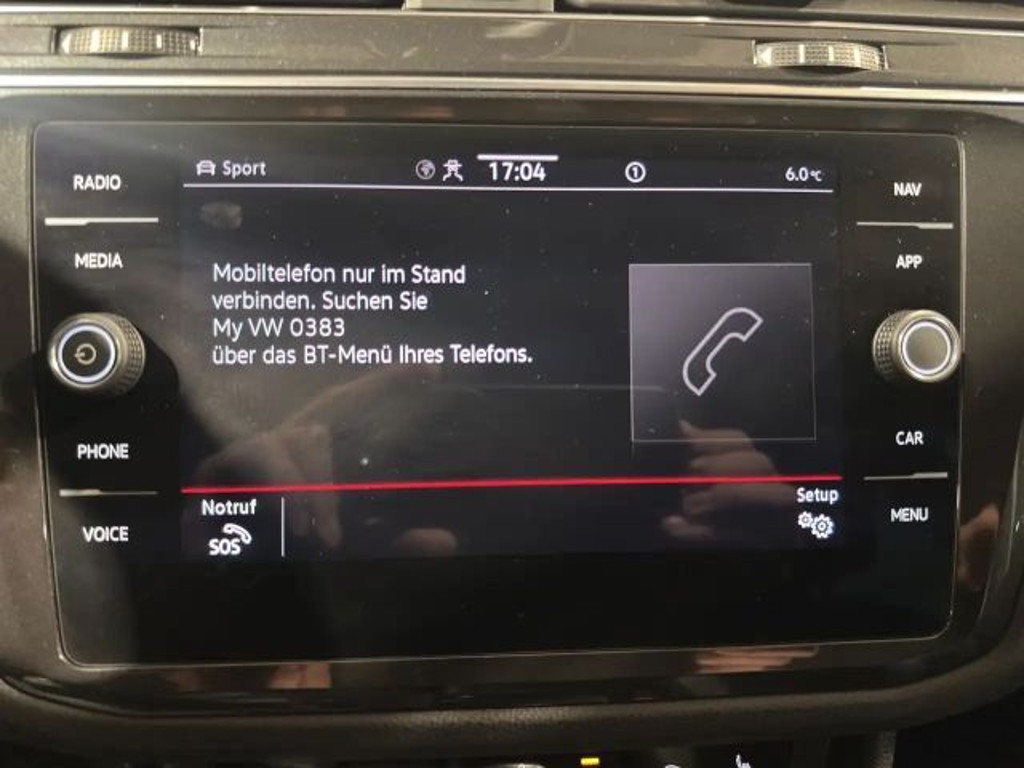 RADIO
MEDIA
PHONE
VOICE
Sport
17:04
1
6.0°C
Mobiltelefon nur im Stand
verbinden. Suchen Sie
My VW 0383
über das BT-Menü Ihres Telefons.
Notruf
SOS
Setup
NAV
APP
CAR
MENU